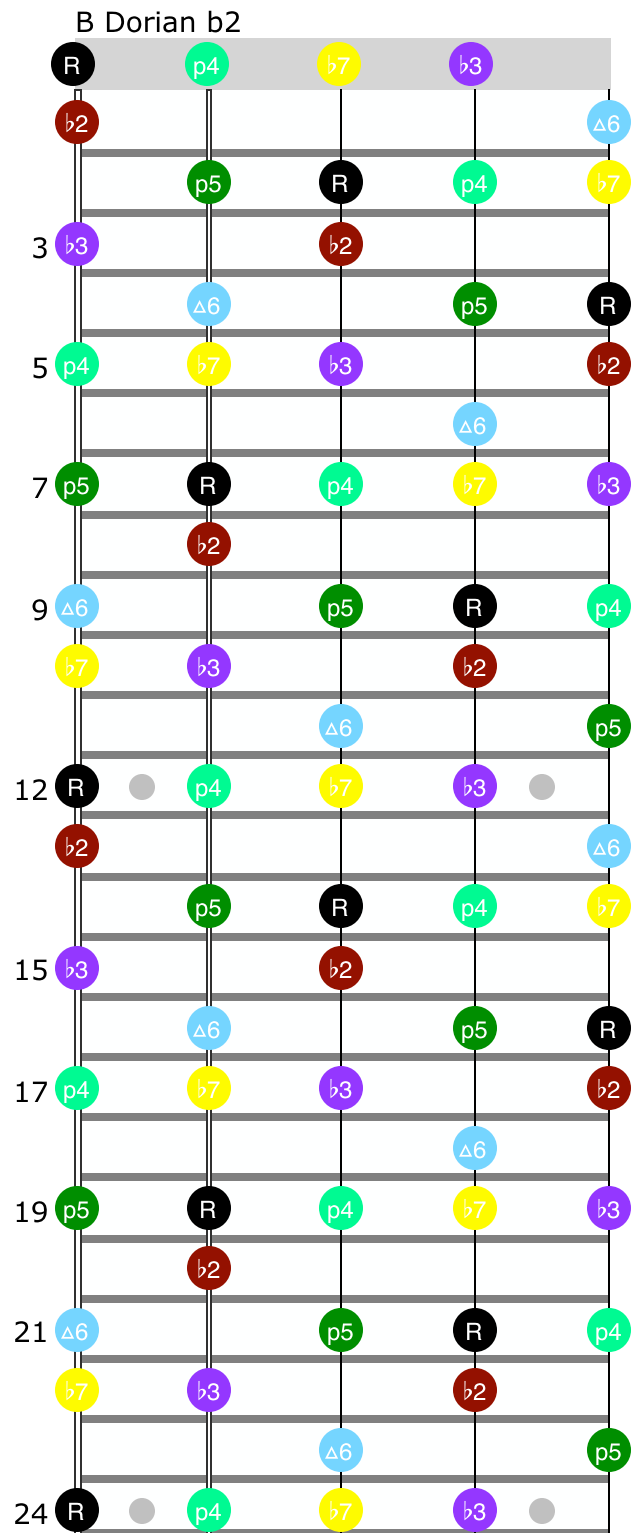 B Dorian b2
R p4 ♭7 ♭3
♭2 △6
p5 R p4 ♭7
3 ♭3 ♭2
△6 p5 R
5 p4 ♭7 ♭3 ♭2
△6
7 p5 R p4 ♭7 ♭3
♭2
9 △6 p5 R p4
♭7 ♭3 ♭2
△6 p5
12 R p4 ♭7 ♭3
♭2 △6
p5 R p4 ♭7
15 ♭3 ♭2
△6 p5 R
17 p4 ♭7 ♭3 ♭2
△6
19 p5 R p4 ♭7 ♭3
♭2
21 △6 p5 R p4
♭7 ♭3 ♭2
△6 p5
24 R p4 ♭7 ♭3